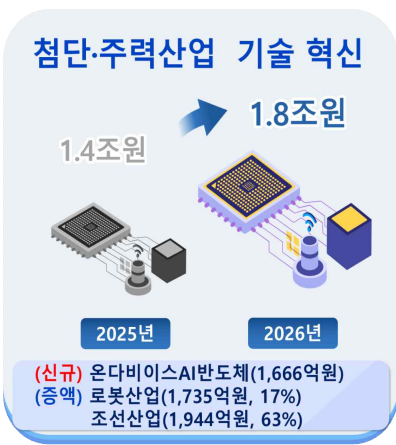 첨단·주력산업 기술 혁신
1.8조원
1.4조원
2025년
2026년
(신규) 온다비이스AI반도체(1,666억원)
(증액) 로봇산업(1,735억원, 17%)
조선산업(1,944억원, 63%)